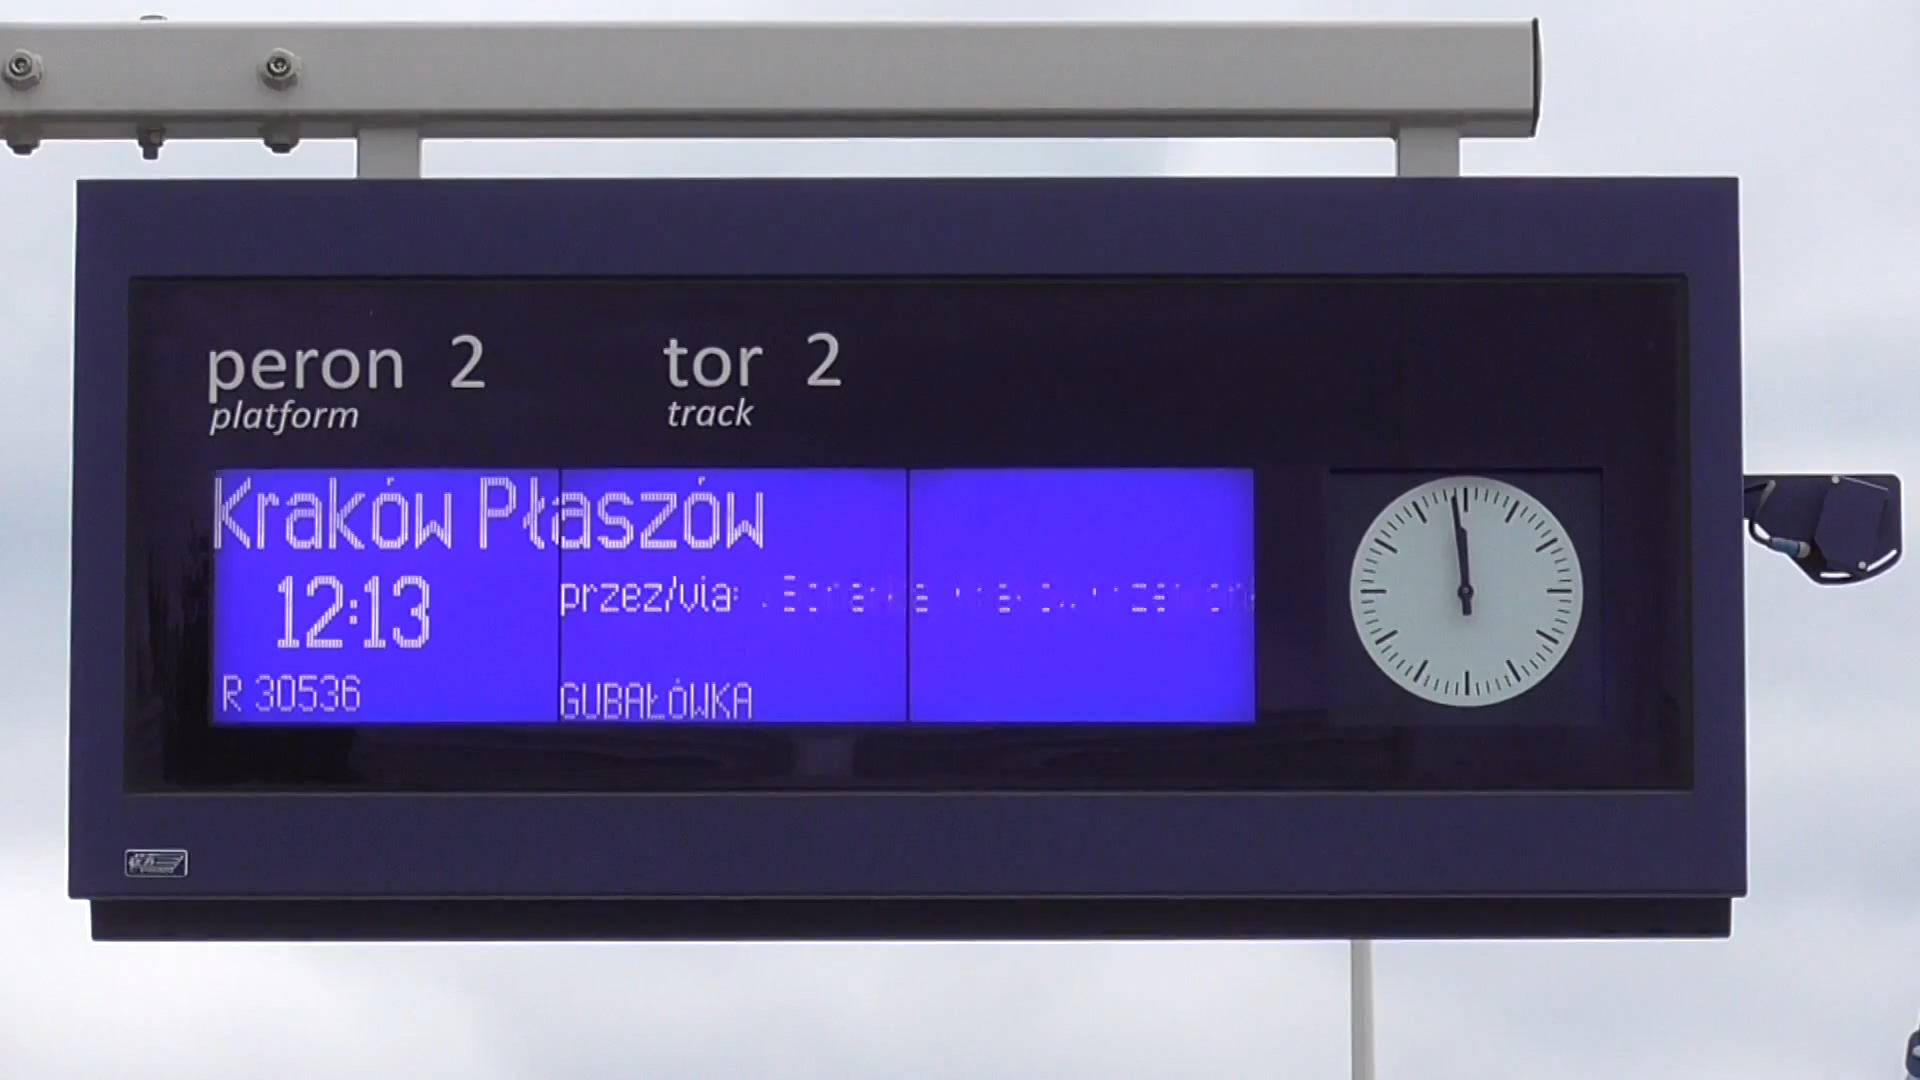 peron 2 tor 2
platform track
Kraków Płaszów
12:13 przez/via:
R 30536 GUBAŁÓWKA